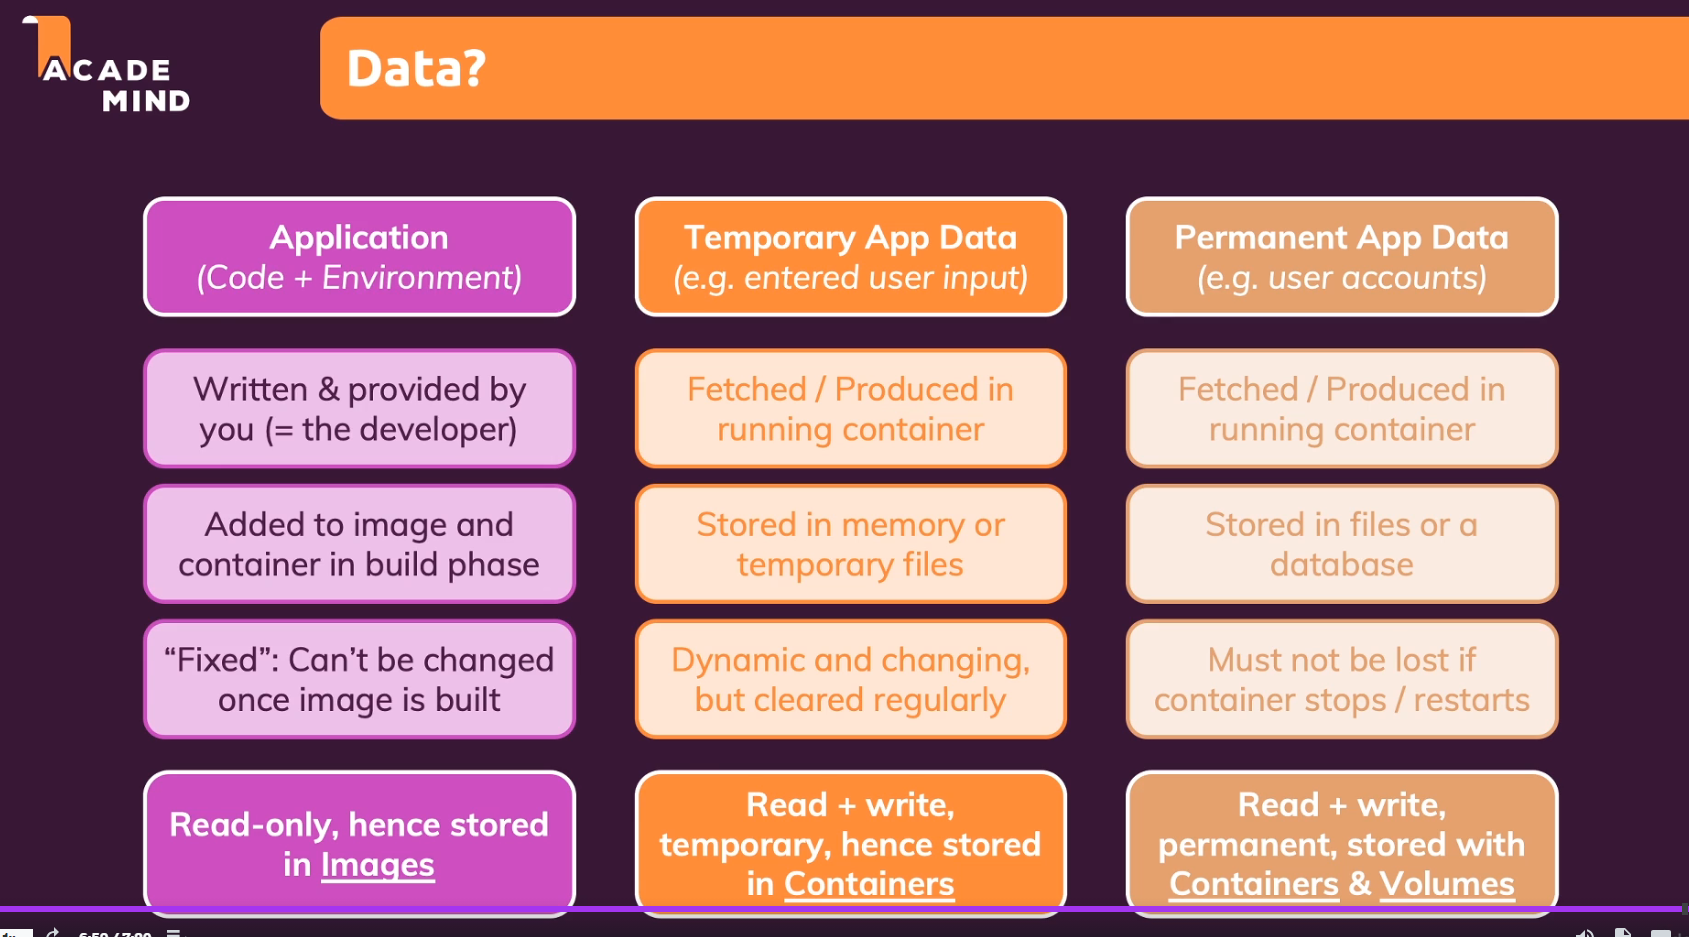 ACADE
MIND
Data?
Application
(Code + Environment)
Written & provided by
you (= the developer)
Added to image and
container in build phase
“Fixed”: Can’t be changed
once image is built
Read-only, hence stored
in Images
Temporary App Data
(e.g. entered user input)
Fetched / Produced in
running container
Stored in memory or
temporary files
Dynamic and changing,
but cleared regularly
Read + write,
temporary, hence stored
in Containers
Permanent App Data
(e.g. user accounts)
Fetched / Produced in
running container
Stored in files or a
database
Must not be lost if
container stops / restarts
Read + write,
permanent, stored with
Containers & Volumes